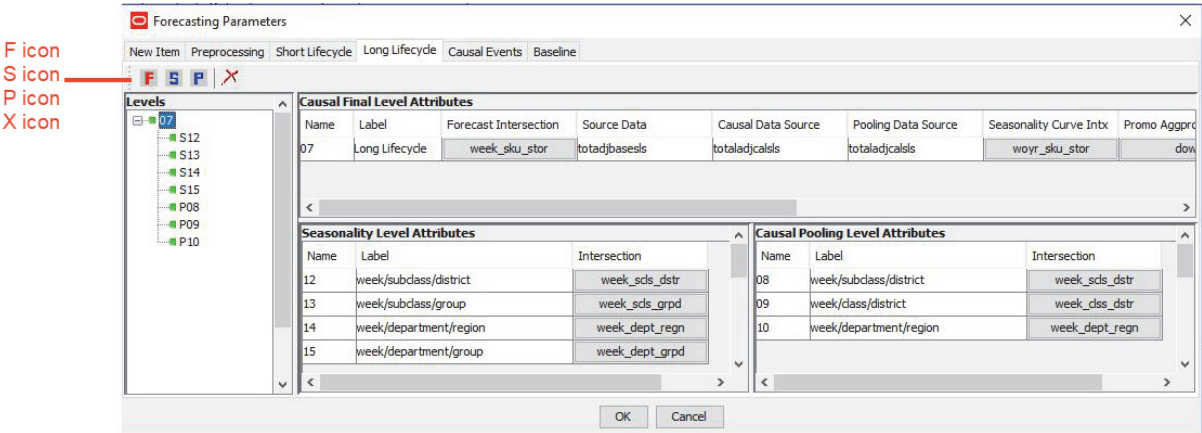 Forecasting Parameters
New Item Preprocessing Short Lifecycle Long Lifecycle Causal Events Baseline
F icon
S icon
P icon
X icon
F S P X
Levels
07
S12
S13
S14
S15
P08
P09
P10
Causal Final Level Attributes
Name Label Forecast Intersection Source Data Causal Data Source Pooling Data Source Seasonality Curve Intx Promo Aggpro
07 Long Lifecycle week_sku_stor totadjbasesls totaladjcalsls totaladjcalsls woyr_sku_stor dow
Seasonality Level Attributes
Name Label Intersection
12 week/subclass/district week_scls_dstr
13 week/subclass/group week_scls_grpd
14 week/department/region week_dept_regn
15 week/department/group week_dept_grpd
Causal Pooling Level Attributes
Name Label Intersection
08 week/subclass/district week_scls_dstr
09 week/class/district week_clss_dstr
10 week/department/region week_dept_regn
OK Cancel